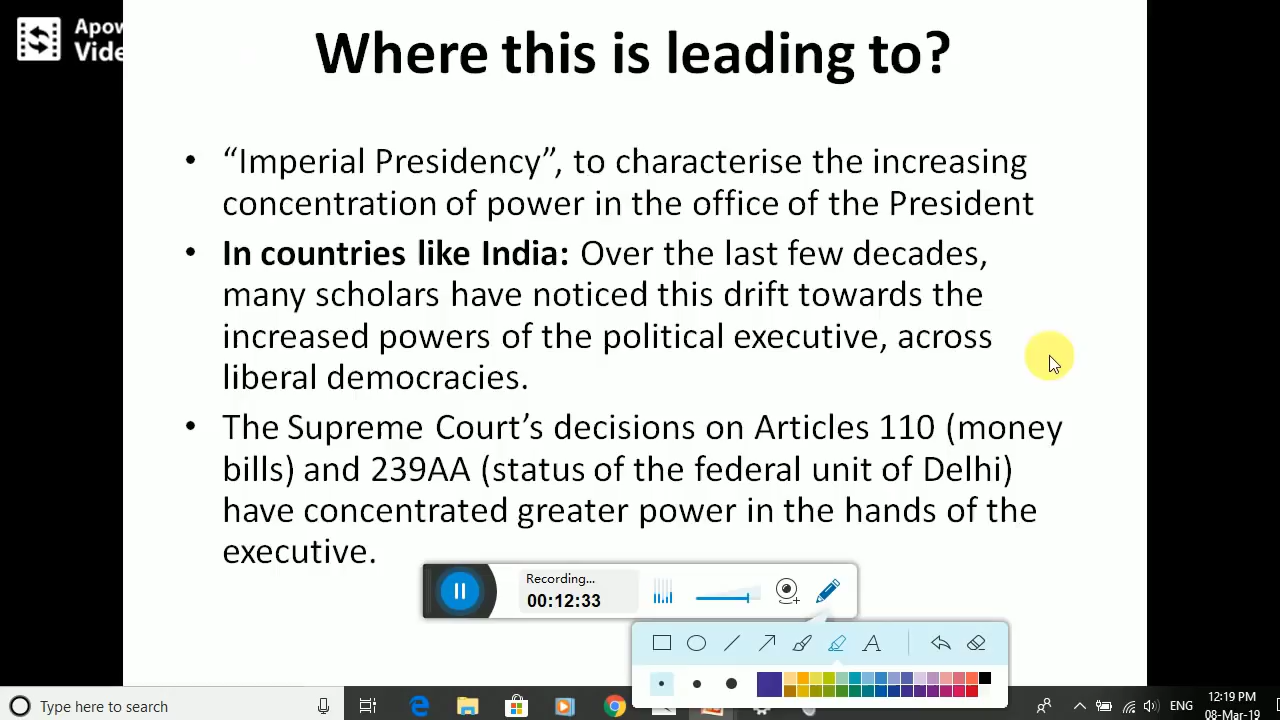 Apow
Vide
Where this is leading to?
• “Imperial Presidency”, to characterise the increasing
concentration of power in the office of the President
• In countries like India: Over the last few decades,
many scholars have noticed this drift towards the
increased powers of the political executive, across
liberal democracies.
• The Supreme Court’s decisions on Articles 110 (money
bills) and 239AA (status of the federal unit of Delhi)
have concentrated greater power in the hands of the
executive.
Recording...
00:12:33
A
Type here to search
ENG
12:19 PM
08-Mar-19